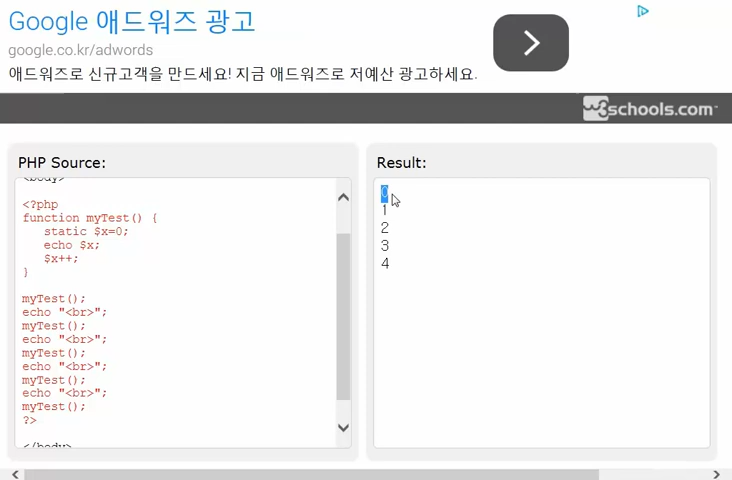 Google 애드워즈 광고
google.co.kr/adwords
애드워즈로 신규고객을 만드세요! 지금 애드워즈로 저예산 광고하세요.
w3schools.com
PHP Source:
<body>
<?php
function myTest() {
static $x=0;
echo $x;
$x++;
}
myTest();
echo "<br>";
myTest();
echo "<br>";
myTest();
echo "<br>";
myTest();
echo "<br>";
myTest();
?>
</body>
Result:
0
1
2
3
4